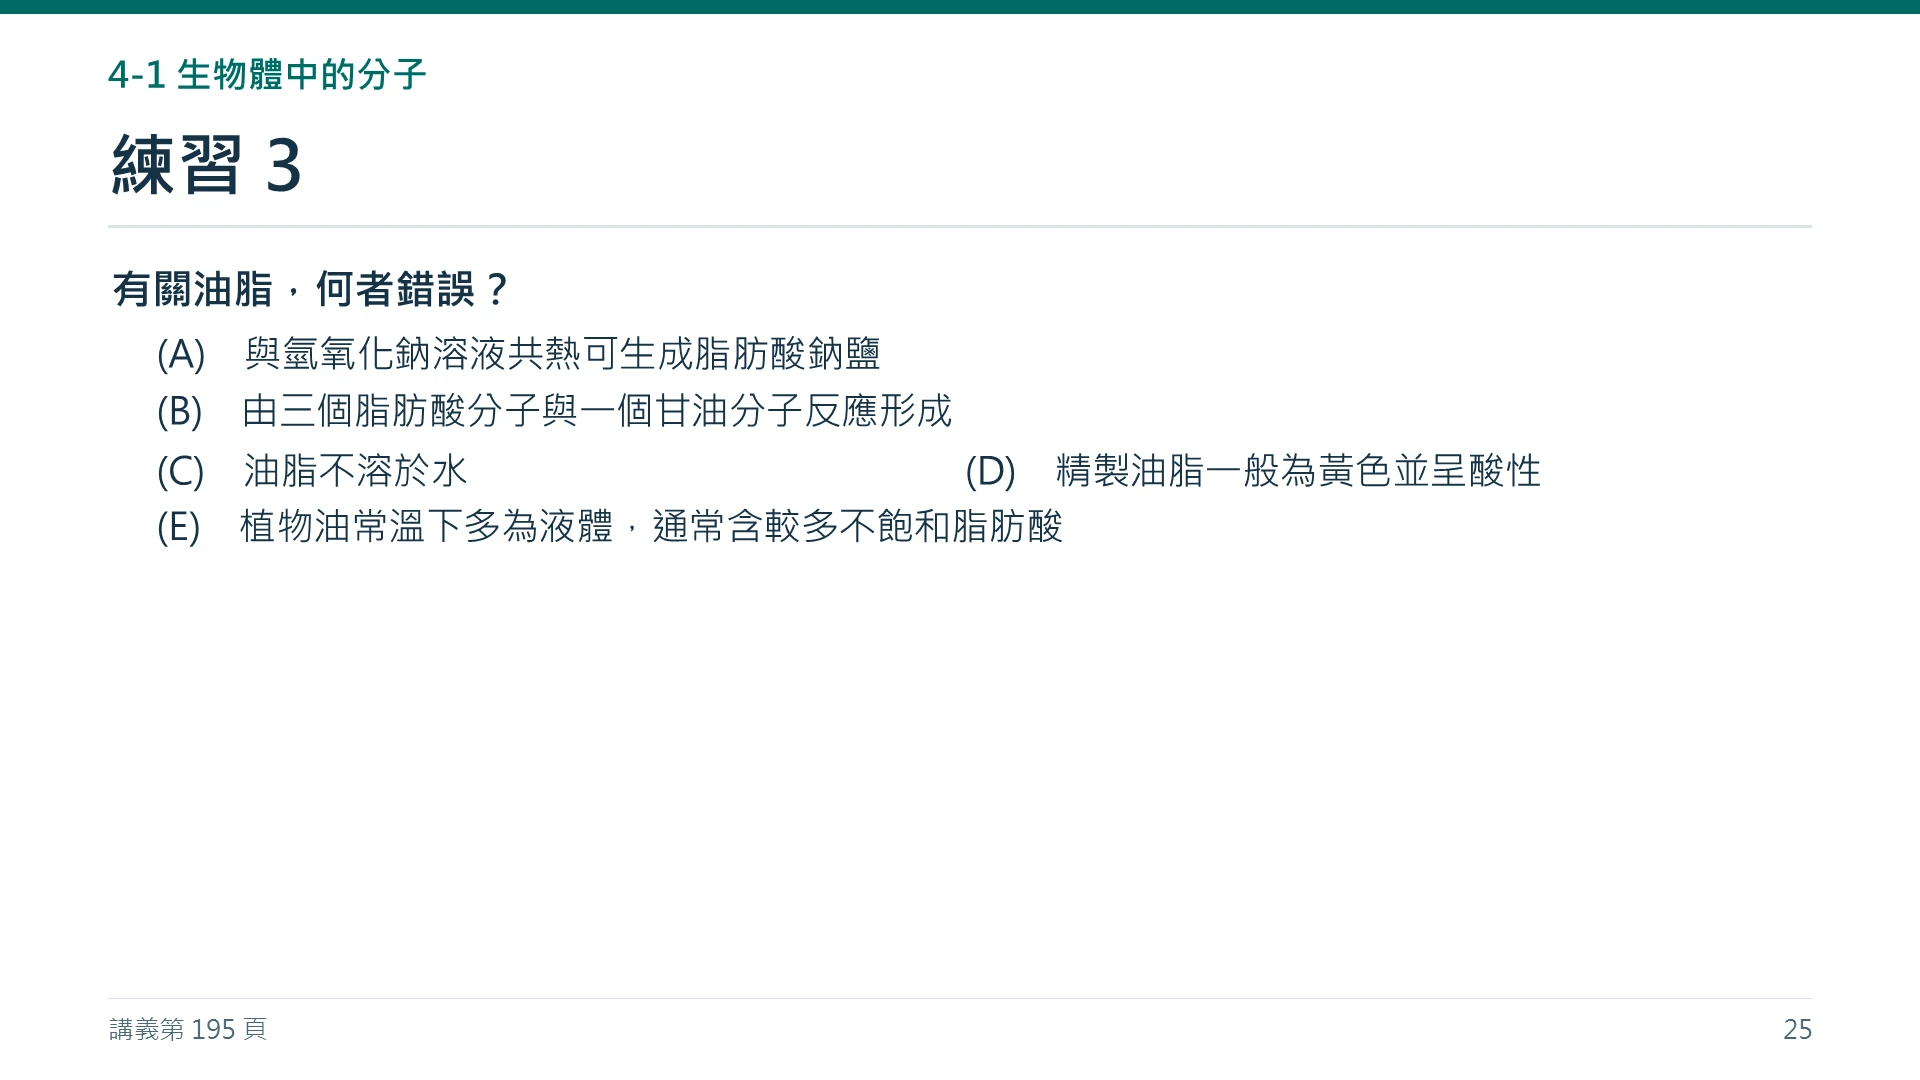 4-1 生物體中的分子
練習 3
有關油脂，何者錯誤？
(A) 與氫氧化鈉溶液共熱可生成脂肪酸鈉鹽
(B) 由三個脂肪酸分子與一個甘油分子反應形成
(C) 油脂不溶於水 (D) 精製油脂一般為黃色並呈酸性
(E) 植物油常溫下多為液體，通常含較多不飽和脂肪酸
講義第 195 頁 25